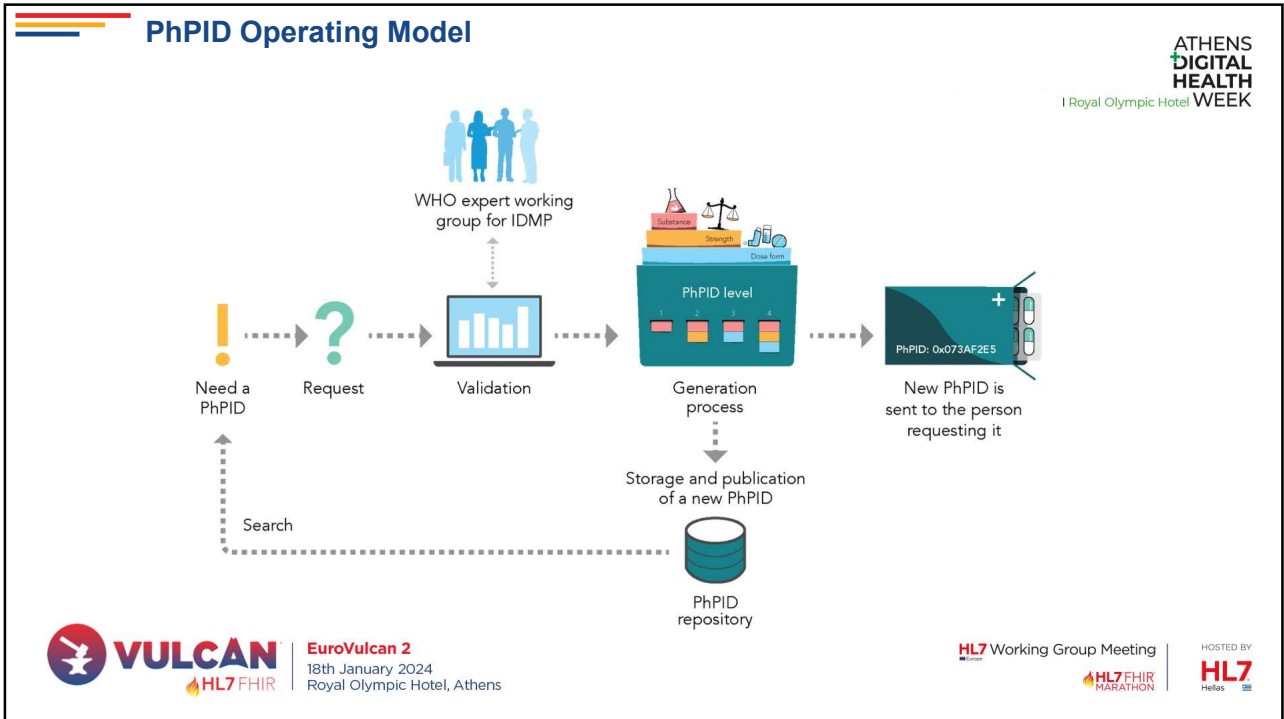 PhPID Operating Model
ATHENS
DIGITAL
HEALTH
I Royal Olympic Hotel WEEK
WHO expert working
group for IDMP
Substance
Strength
Dose form
PhPID level
1 2 3 4
PhPID: 0x073AF2E5
Need a
PhPID
Request
Validation
Generation
process
New PhPID is
sent to the person
requesting it
Storage and publication
of a new PhPID
Search
PhPID
repository
VULCAN
HL7 FHIR
EuroVulcan 2
18th January 2024
Royal Olympic Hotel, Athens
HL7 Working Group Meeting
Europe
HL7 FHIR
MARATHON
HOSTED BY
HL7
Hellas